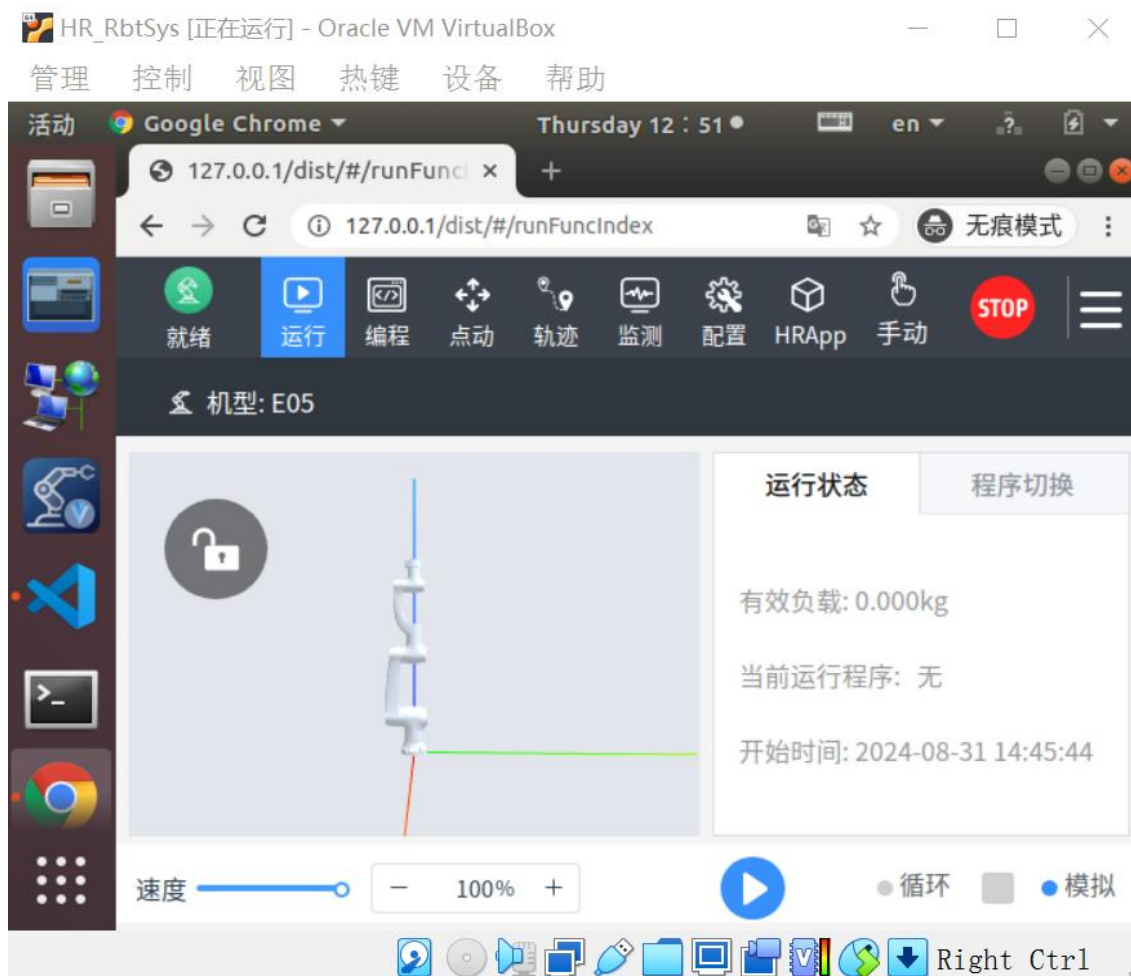 HR_RbtSys [正在运行] - Oracle VM VirtualBox
管理 控制 视图 热键 设备 帮助
活动 Google Chrome Thursday 12：51 en ?
127.0.0.1/dist/#/runFunc
127.0.0.1/dist/#/runFuncIndex 无痕模式
就绪 运行 编程 点动 轨迹 监测 配置 HRApp 手动 STOP
机型: E05
运行状态 程序切换
有效负载: 0.000kg
当前运行程序: 无
开始时间: 2024-08-31 14:45:44
速度 − 100% + 循环 模拟
Right Ctrl